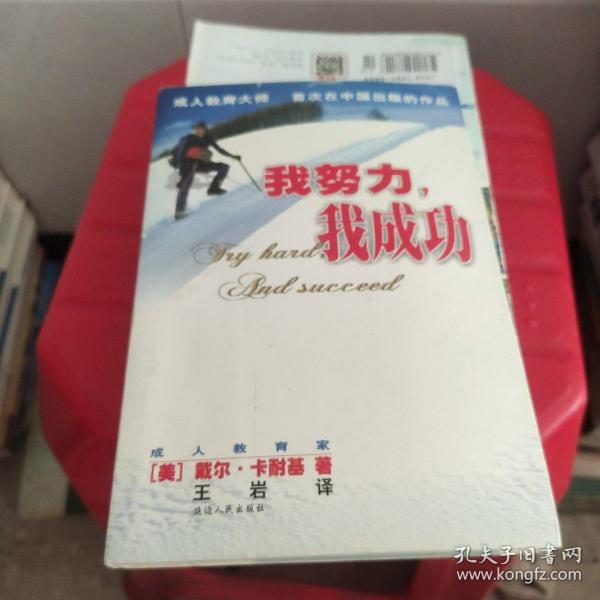 成人教育大师 首次在中国出版的作品
我努力，
我成功
Try hard,
And succeed
成人教育家
[美] 戴尔·卡耐基 著
王岩 译
延边人民出版社
孔夫子旧书网
www.kongfz.com